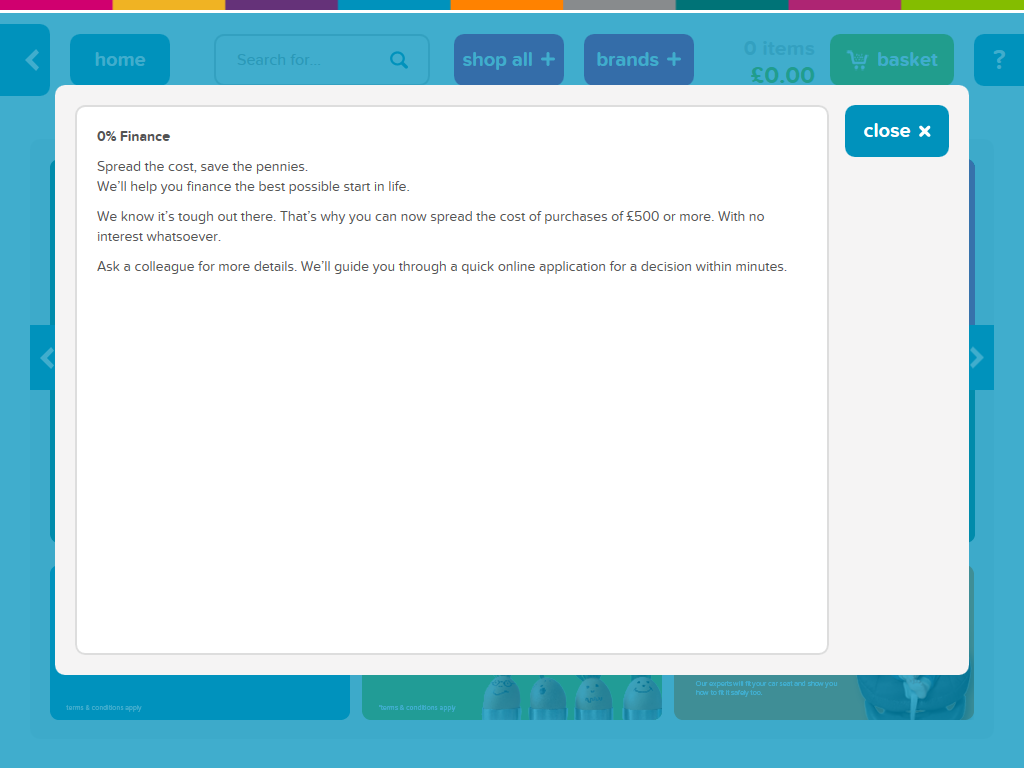 home
Search for...
shop all +
brands +
0 items
£0.00
basket
?
close ×
0% Finance
Spread the cost, save the pennies.
We'll help you finance the best possible start in life.
We know it's tough out there. That's why you can now spread the cost of purchases of £500 or more. With no
interest whatsoever.
Ask a colleague for more details. We'll guide you through a quick online application for a decision within minutes.
terms & conditions apply
*terms & conditions apply
Our experts will fit your car seat and show you
how to fit it safely too.